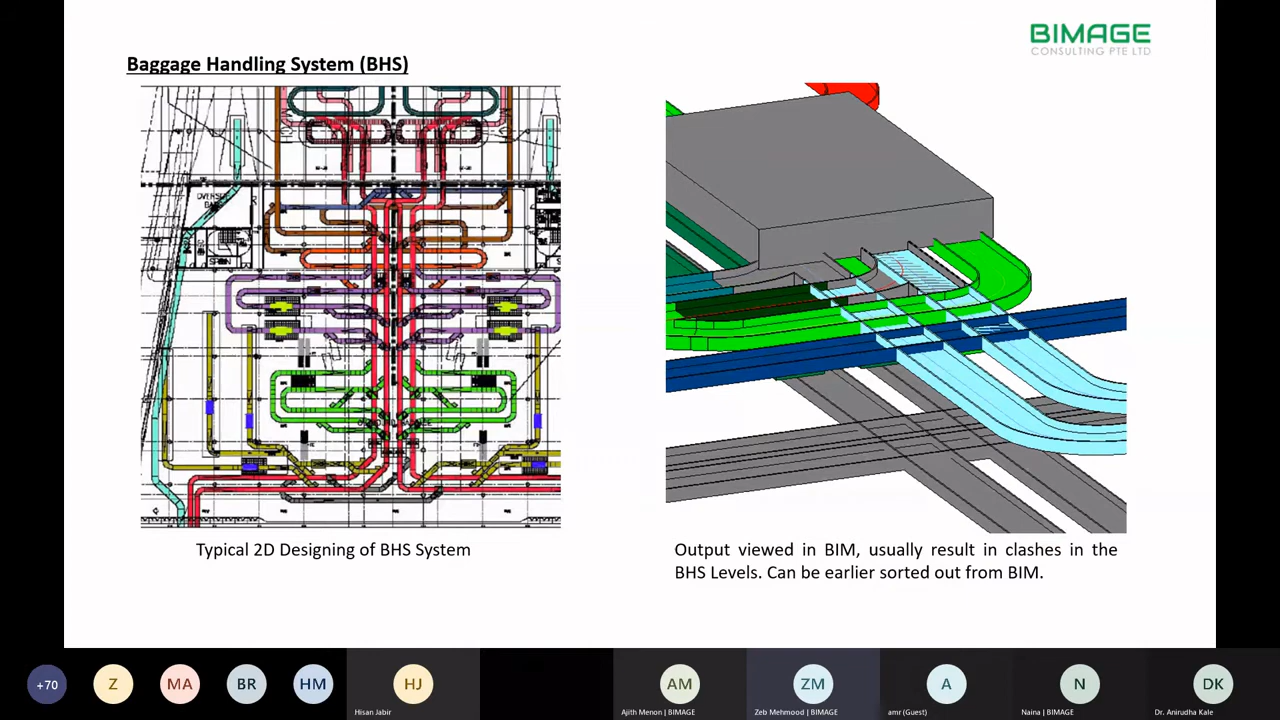 BIMAGE
CONSULTING PTE LTD
Baggage Handling System (BHS)
Typical 2D Designing of BHS System
Output viewed in BIM, usually result in clashes in the
BHS Levels. Can be earlier sorted out from BIM.
+70
Z
MA
BR
HM
HJ
AM
ZM
A
N
DK
Hisan Jabir
Ajith Menon | BIMAGE
Zeb Mehmood | BIMAGE
amr (Guest)
Naina | BIMAGE
Dr. Anirudha Kale